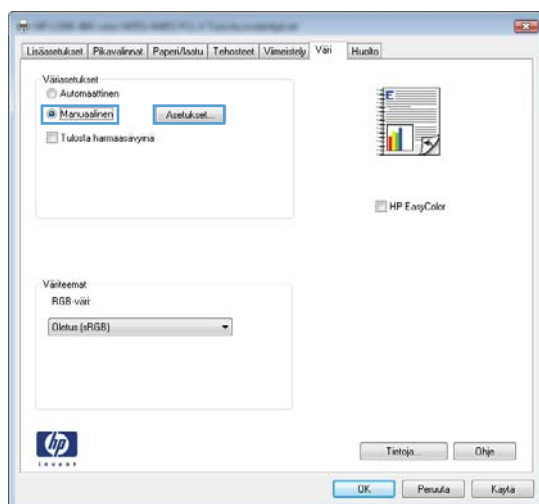 Lisäasetukset Pikavalinnat Paperi/laatu Tehosteet Viimeistely Väri Huolto
Väriasetukset
Automaattinen
Manuaalinen Asetukset...
Tulosta harmaasävyinä
E
HP EasyColor
Väriteemat
RGB-väri
Oletus (sRGB)
hp
invent
Tietoja... Ohje
OK Peruuta Käytä